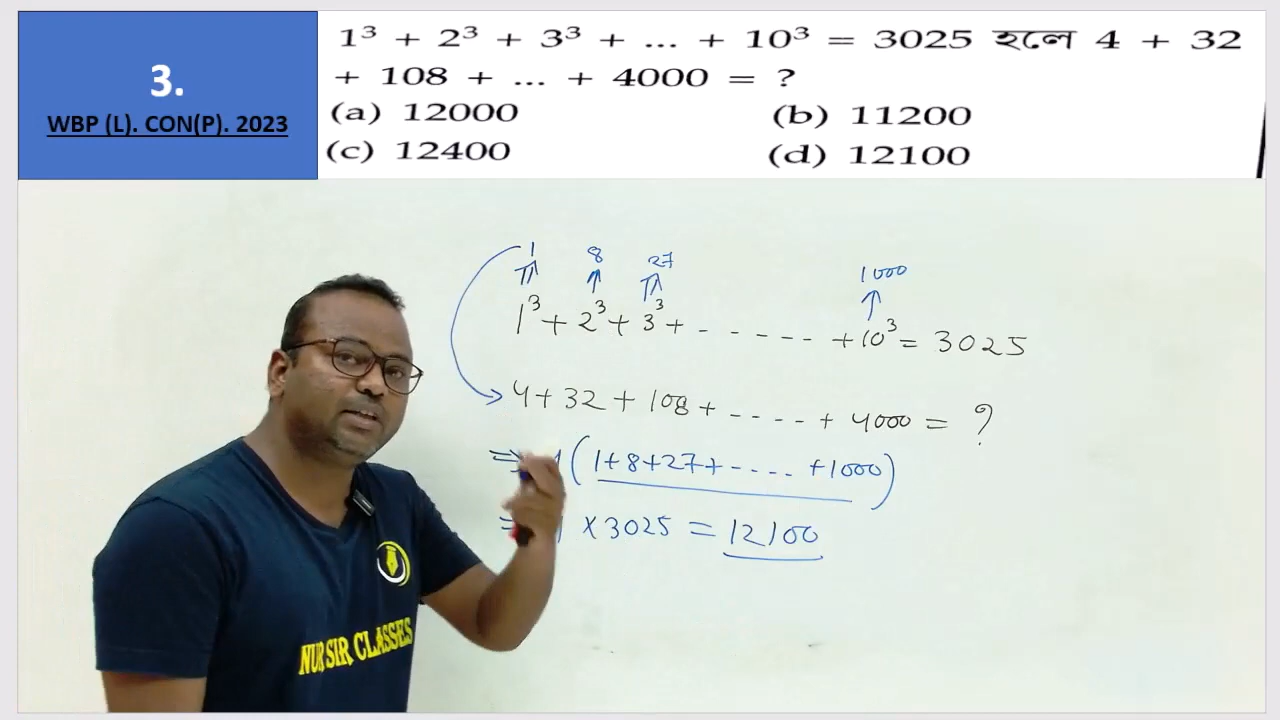 3.
WBP (L). CON(P). 2023
1³ + 2³ + 3³ + ... + 10³ = 3025 হলে 4 + 32
+ 108 + ... + 4000 = ?
(a) 12000 (b) 11200
(c) 12400 (d) 12100
1 8 27 1000
1³ + 2³ + 3³ + - - - - - + 10³ = 3025
4 + 32 + 108 + - - - - + 4000 = ?
⇒ (1 + 8 + 27 + - - - - + 1000)
= × 3025 = 12100
NUR SIR CLASSES